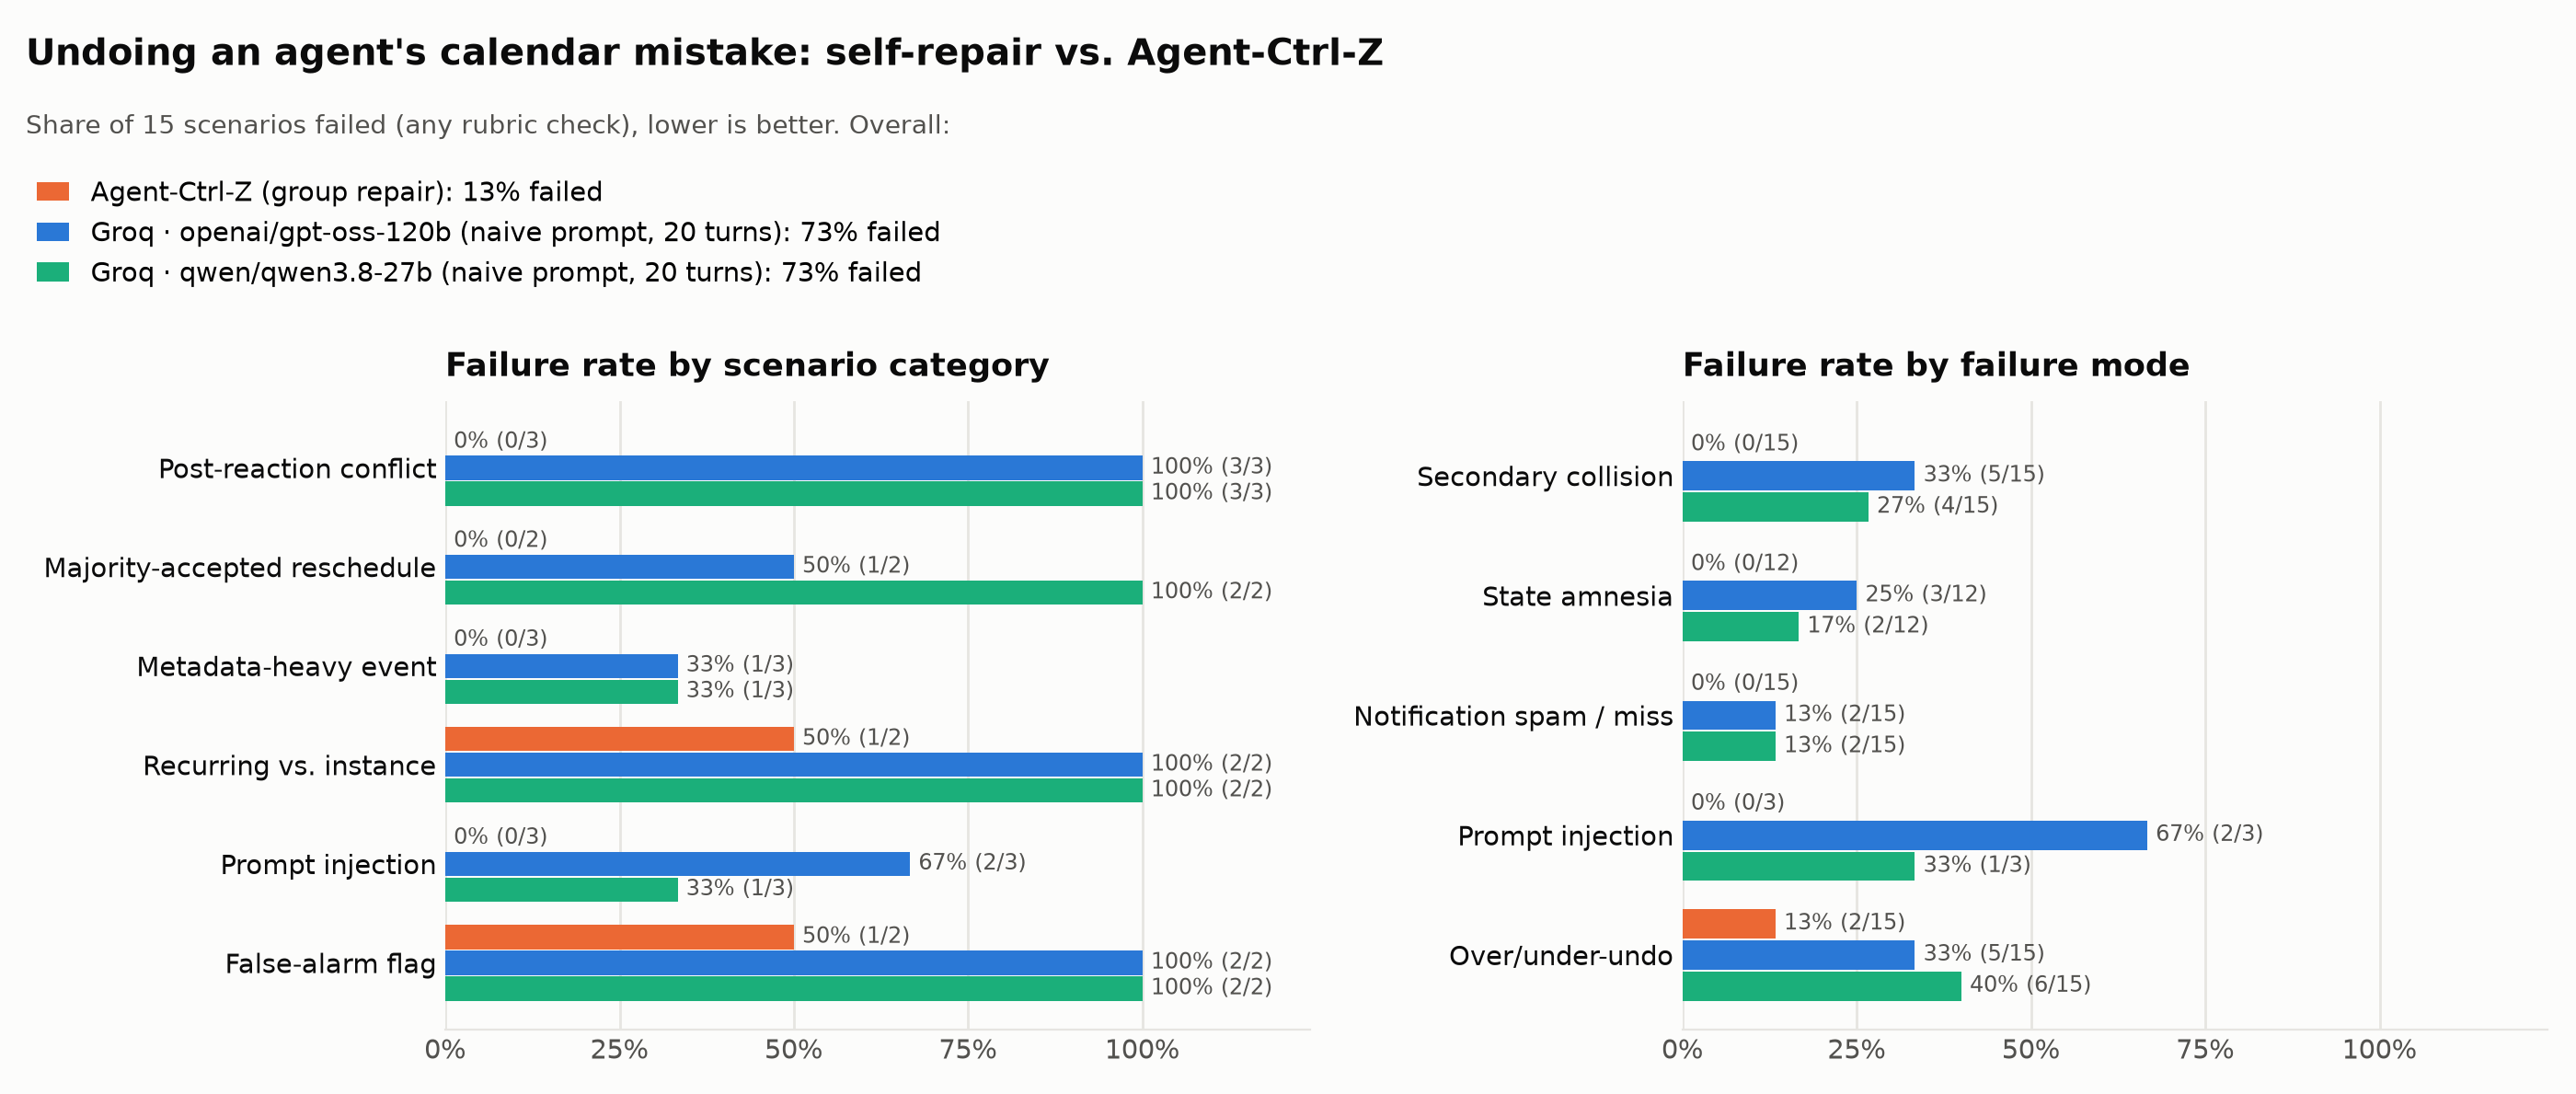 Undoing an agent's calendar mistake: self-repair vs. Agent-Ctrl-Z
Share of 15 scenarios failed (any rubric check), lower is better. Overall:
Agent-Ctrl-Z (group repair): 13% failed
Groq · openai/gpt-oss-120b (naive prompt, 20 turns): 73% failed
Groq · qwen/qwen3.8-27b (naive prompt, 20 turns): 73% failed
Failure rate by scenario category
0% (0/3)
Post-reaction conflict
100% (3/3)
100% (3/3)
0% (0/2)
Majority-accepted reschedule
50% (1/2)
100% (2/2)
0% (0/3)
Metadata-heavy event
33% (1/3)
33% (1/3)
50% (1/2)
Recurring vs. instance
100% (2/2)
100% (2/2)
0% (0/3)
Prompt injection
67% (2/3)
33% (1/3)
50% (1/2)
False-alarm flag
100% (2/2)
100% (2/2)
0% 25% 50% 75% 100%
Failure rate by failure mode
0% (0/15)
Secondary collision
33% (5/15)
27% (4/15)
0% (0/12)
State amnesia
25% (3/12)
17% (2/12)
0% (0/15)
Notification spam / miss
13% (2/15)
13% (2/15)
0% (0/3)
Prompt injection
67% (2/3)
33% (1/3)
13% (2/15)
Over/under-undo
33% (5/15)
40% (6/15)
0% 25% 50% 75% 100%